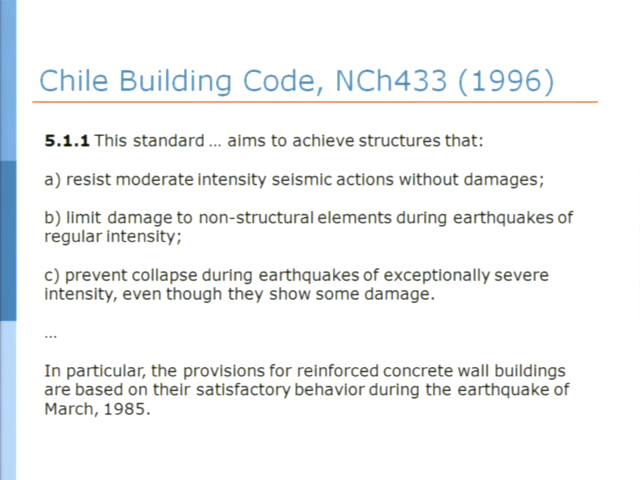 Chile Building Code, NCh433 (1996)
5.1.1 This standard ... aims to achieve structures that:
a) resist moderate intensity seismic actions without damages;
b) limit damage to non-structural elements during earthquakes of
regular intensity;
c) prevent collapse during earthquakes of exceptionally severe
intensity, even though they show some damage.
...
In particular, the provisions for reinforced concrete wall buildings
are based on their satisfactory behavior during the earthquake of
March, 1985.